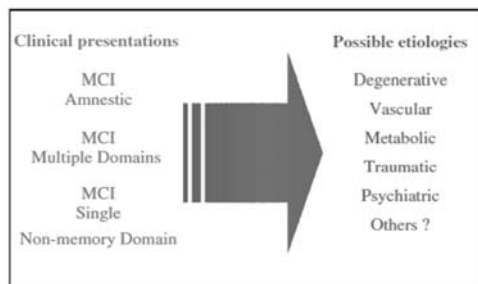 Clinical presentations
MCI
Amnestic
MCI
Multiple Domains
MCI
Single
Non-memory Domain
Possible etiologies
Degenerative
Vascular
Metabolic
Traumatic
Psychiatric
Others ?